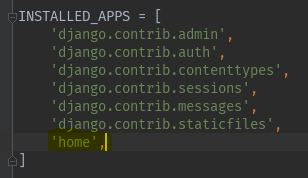 INSTALLED_APPS = [
    'django.contrib.admin',
    'django.contrib.auth',
    'django.contrib.contenttypes',
    'django.contrib.sessions',
    'django.contrib.messages',
    'django.contrib.staticfiles',
    'home',
]